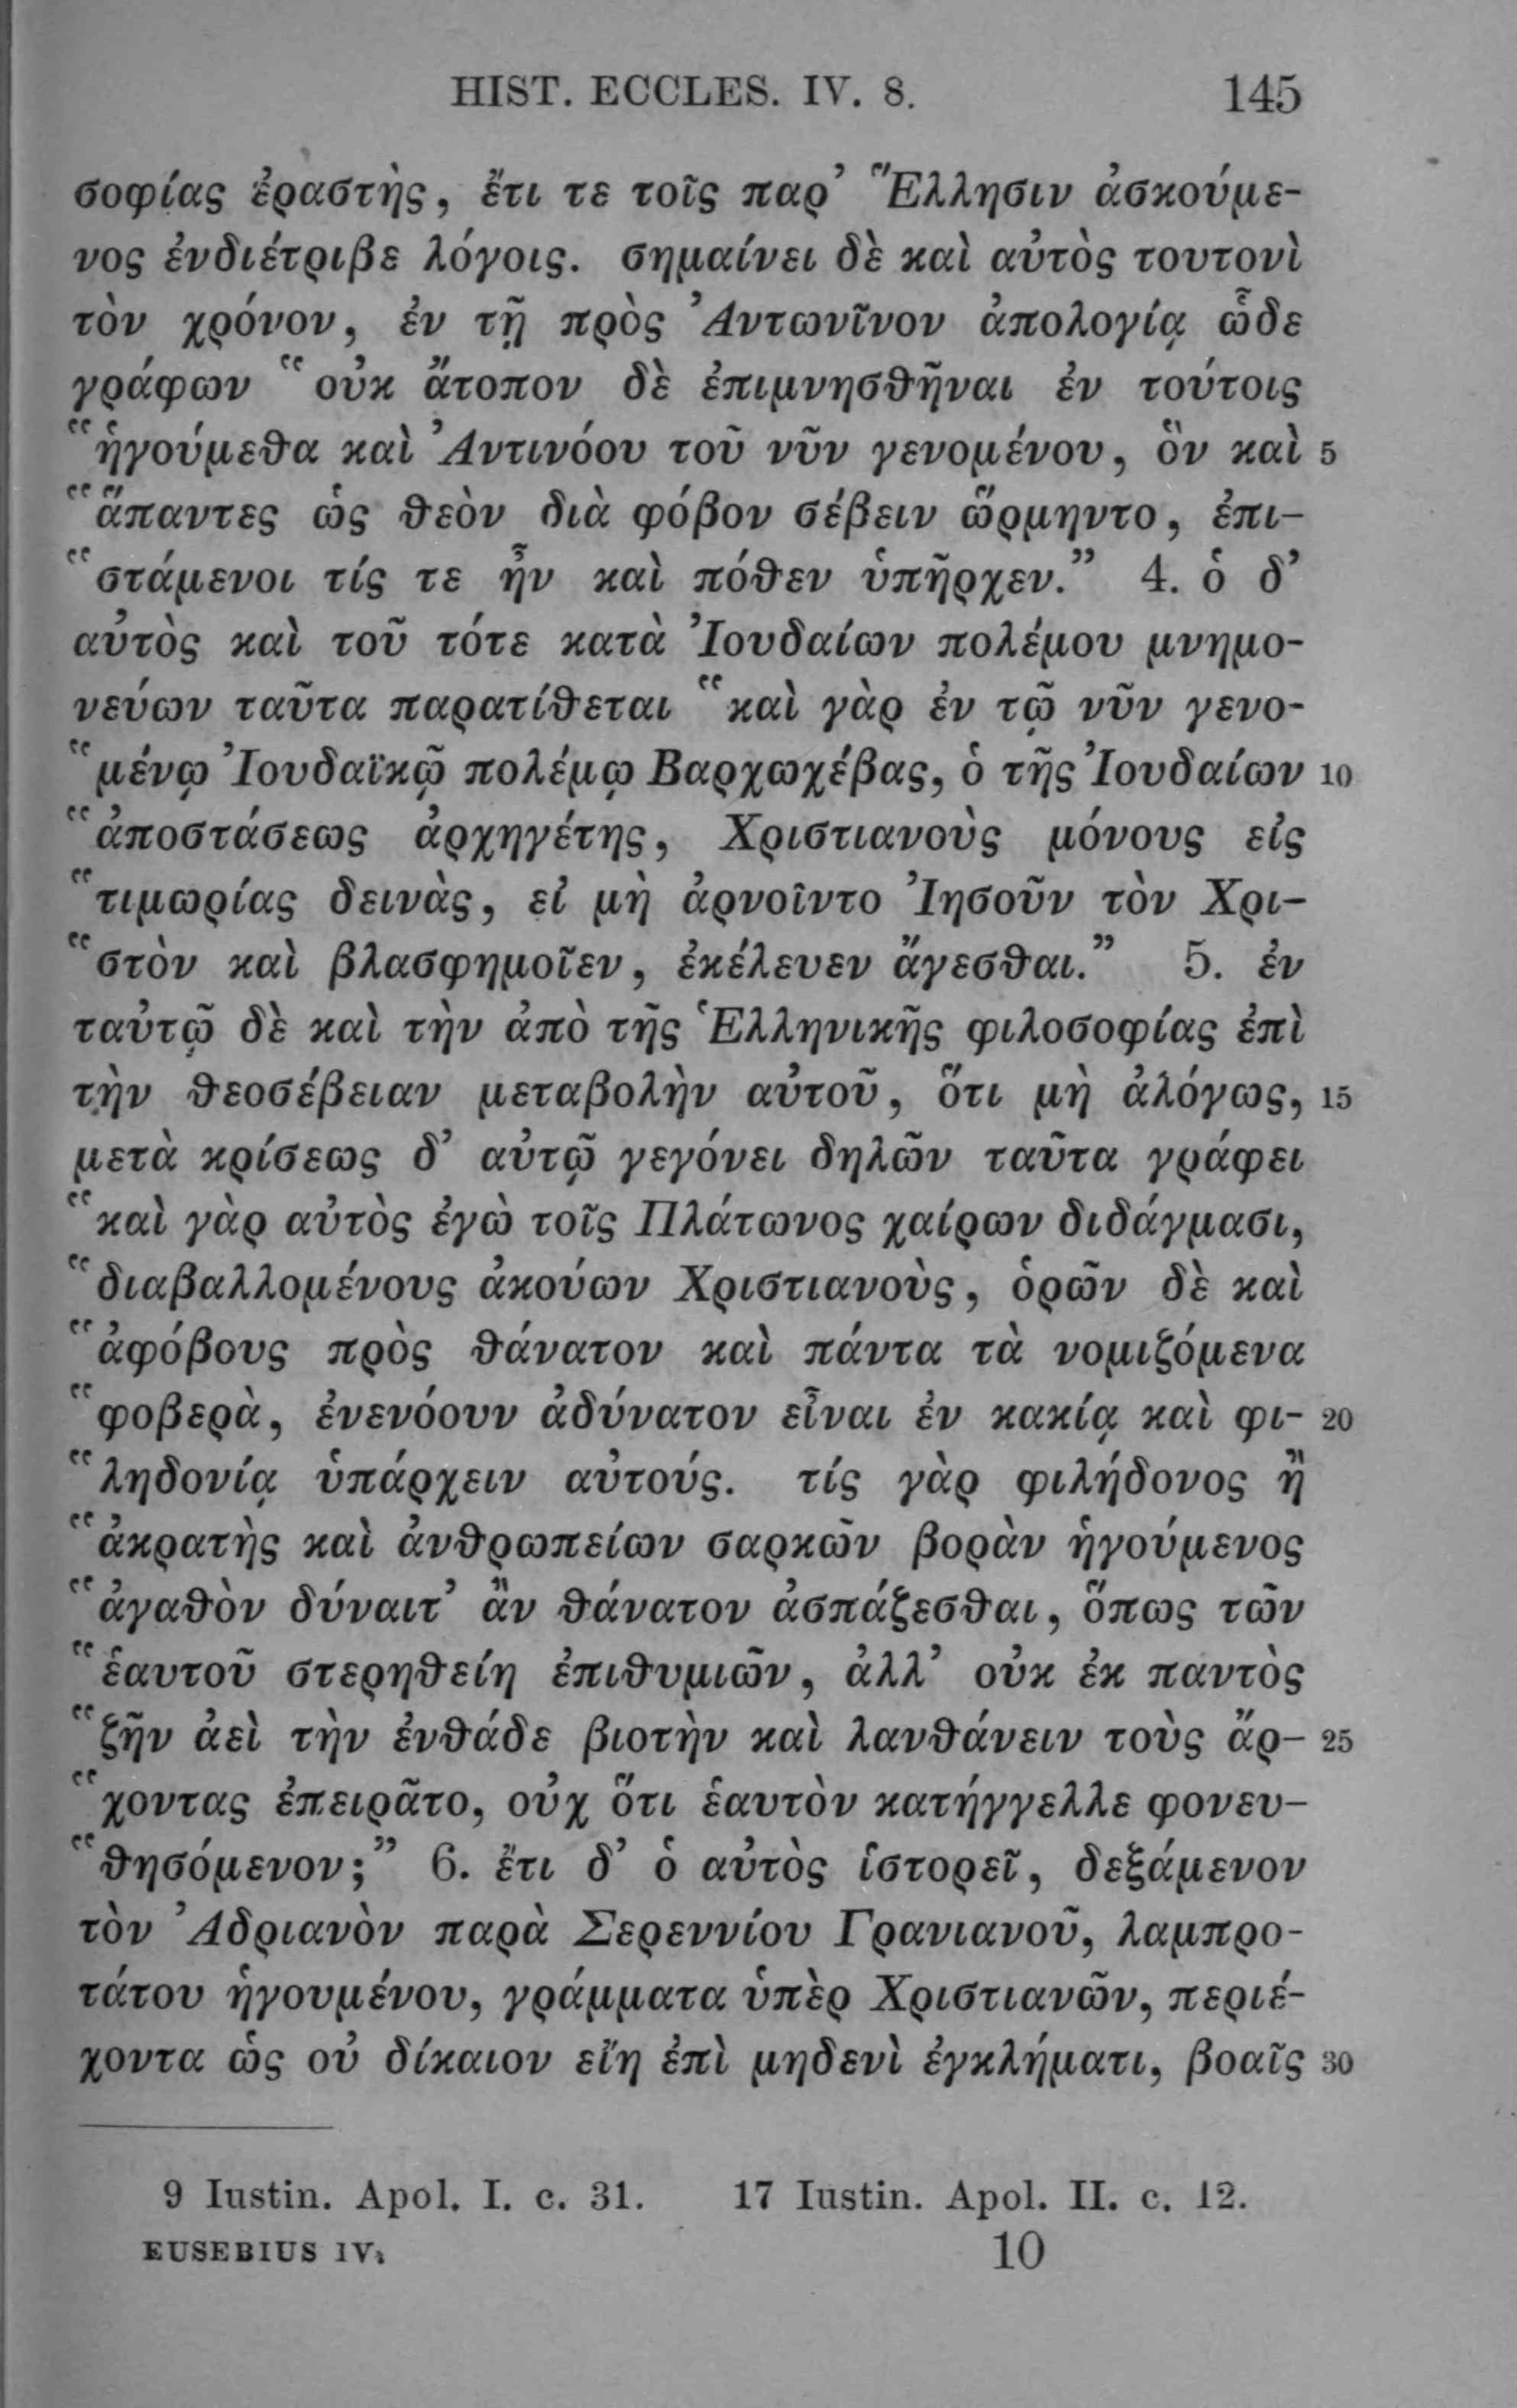 HIST. ECCLES. IV. 8. 145
σοφίας ἐραστὴς, ἔτι τε τοῖς παρ’ Ἕλλησιν ἀσκούμε-
νος ἐνδιέτριβε λόγοις. σημαίνει δὲ καὶ αὐτὸς τουτονὶ
τὸν χρόνον, ἐν τῇ πρὸς Ἀντωνῖνον ἀπολογίᾳ ὧδε
γράφων “οὐκ ἄτοπον δὲ ἐπιμνησθῆναι ἐν τούτοις
“ἡγούμεθα καὶ Ἀντινόου τοῦ νῦν γενομένου, ὃν καὶ 5
“ἅπαντες ὡς θεὸν διὰ φόβον σέβειν ὥρμηντο, ἐπι-
“στάμενοι τίς τε ἦν καὶ πόθεν ὑπῆρχεν.” 4. ὁ δ’
αὐτὸς καὶ τοῦ τότε κατὰ Ἰουδαίων πολέμου μνημο-
νεύων ταῦτα παρατίθεται “καὶ γὰρ ἐν τῷ νῦν γενο-
“μένῳ Ἰουδαϊκῷ πολέμῳ Βαρχωχέβας, ὁ τῆς Ἰουδαίων 10
“ἀποστάσεως ἀρχηγέτης, Χριστιανοὺς μόνους εἰς
“τιμωρίας δεινὰς, εἰ μὴ ἀρνοῖντο Ἰησοῦν τὸν Χρι-
“στὸν καὶ βλασφημοῖεν, ἐκέλευεν ἄγεσθαι.” 5. ἐν
ταὐτῷ δὲ καὶ τὴν ἀπὸ τῆς Ἑλληνικῆς φιλοσοφίας ἐπὶ
τὴν θεοσέβειαν μεταβολὴν αὐτοῦ, ὅτι μὴ ἀλόγως, 15
μετὰ κρίσεως δ’ αὐτῷ γεγόνει δηλῶν ταῦτα γράφει
“καὶ γὰρ αὐτὸς ἐγὼ τοῖς Πλάτωνος χαίρων διδάγμασι,
“διαβαλλομένους ἀκούων Χριστιανοὺς, ὁρῶν δὲ καὶ
“ἀφόβους πρὸς θάνατον καὶ πάντα τὰ νομιζόμενα
“φοβερὰ, ἐνενόουν ἀδύνατον εἶναι ἐν κακίᾳ καὶ φι- 20
“ληδονίᾳ ὑπάρχειν αὐτούς. τίς γὰρ φιλήδονος ἢ
“ἀκρατὴς καὶ ἀνθρωπείων σαρκῶν βορὰν ἡγούμενος
“ἀγαθὸν δύναιτ’ ἂν θάνατον ἀσπάζεσθαι, ὅπως τῶν
“ἑαυτοῦ στερηθείη ἐπιθυμιῶν, ἀλλ’ οὐκ ἐκ παντὸς
“ζῆν ἀεὶ τὴν ἐνθάδε βιοτὴν καὶ λανθάνειν τοὺς ἄρ- 25
“χοντας ἐπειρᾶτο, οὐχ ὅτι ἑαυτὸν κατήγγελλε φονευ-
“θησόμενον;” 6. ἔτι δ’ ὁ αὐτὸς ἱστορεῖ, δεξάμενον
τὸν Ἀδριανὸν παρὰ Σερεννίου Γρανιανοῦ, λαμπρο-
τάτου ἡγουμένου, γράμματα ὑπὲρ Χριστιανῶν, περιέ-
χοντα ὡς οὐ δίκαιον εἴη ἐπὶ μηδενὶ ἐγκλήματι, βοαῖς 30
9 Iustin. Apol. I. c. 31. 17 Iustin. Apol. II. c. 12.
EUSEBIUS IV. 10